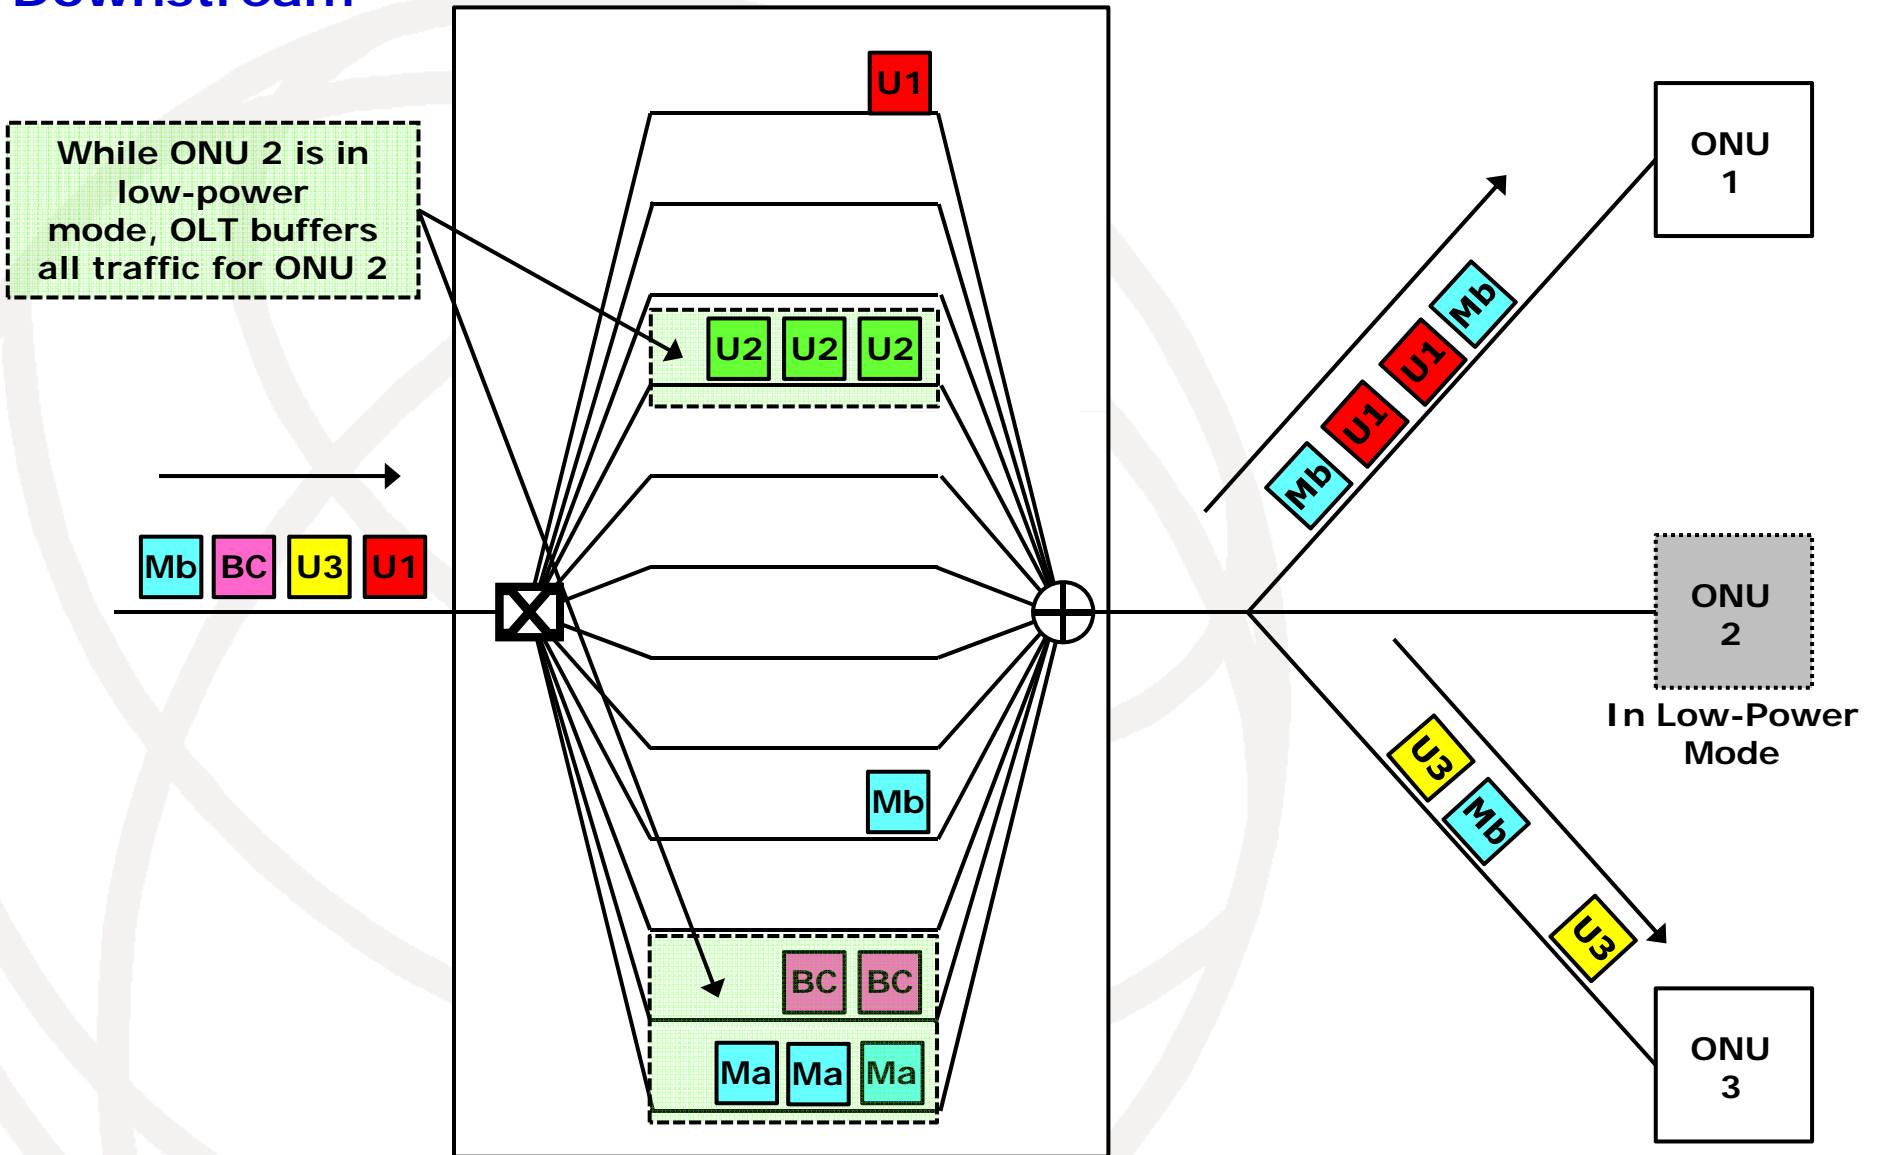 Downstream
U1
While ONU 2 is in
low-power
mode, OLT buffers
all traffic for ONU 2
U2 U2 U2
Mb BC U3 U1
Mb
BC BC
Ma Ma Ma
ONU
1
Mb
U1
U1
Mb
ONU
2
In Low-Power
Mode
U3
Mb
U3
ONU
3